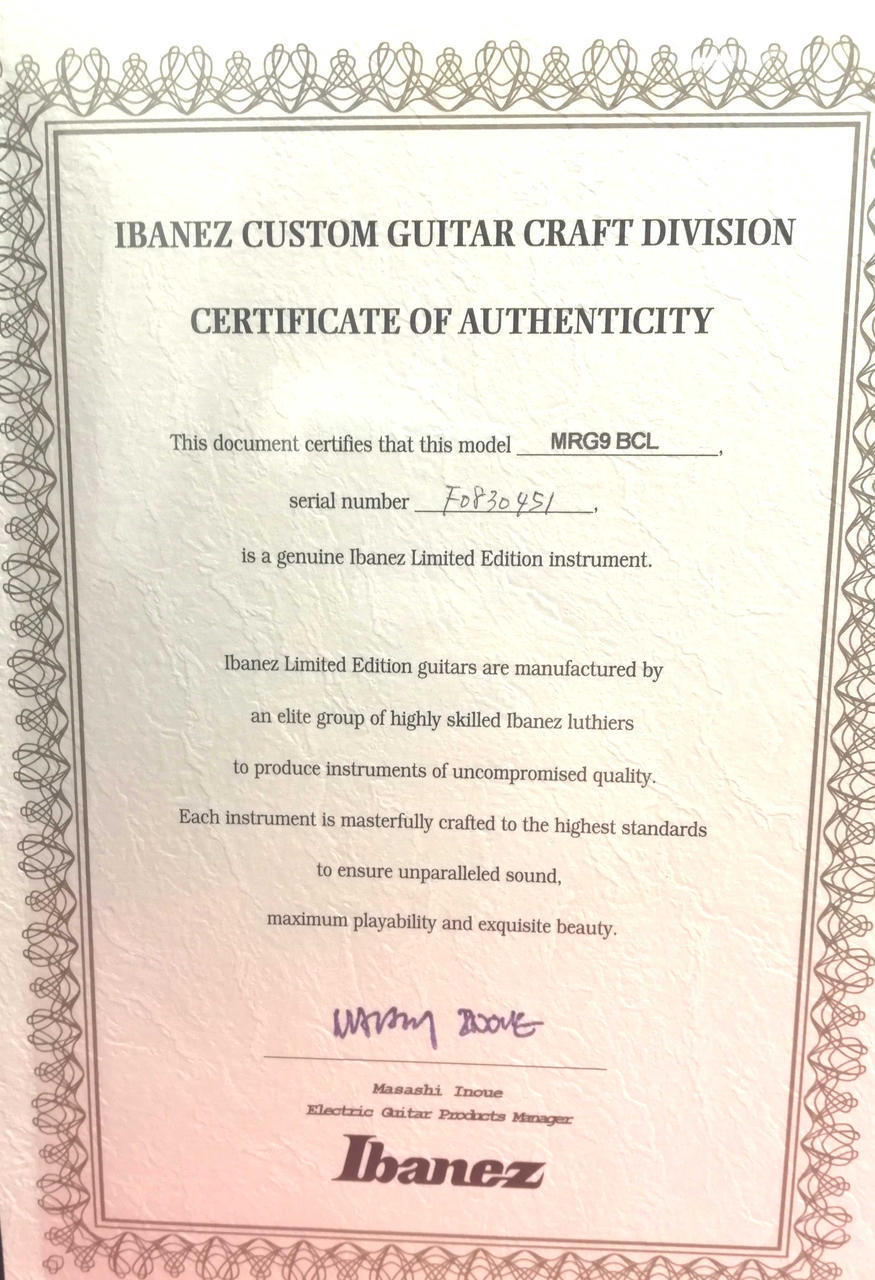 IBANEZ CUSTOM GUITAR CRAFT DIVISION
CERTIFICATE OF AUTHENTICITY
This document certifies that this model MRG9 BCL,
serial number F0830451,
is a genuine Ibanez Limited Edition instrument.
Ibanez Limited Edition guitars are manufactured by
an elite group of highly skilled Ibanez luthiers
to produce instruments of uncompromised quality.
Each instrument is masterfully crafted to the highest standards
to ensure unparalleled sound,
maximum playability and exquisite beauty.
Masashi Inoue
Electric Guitar Products Manager
Ibanez